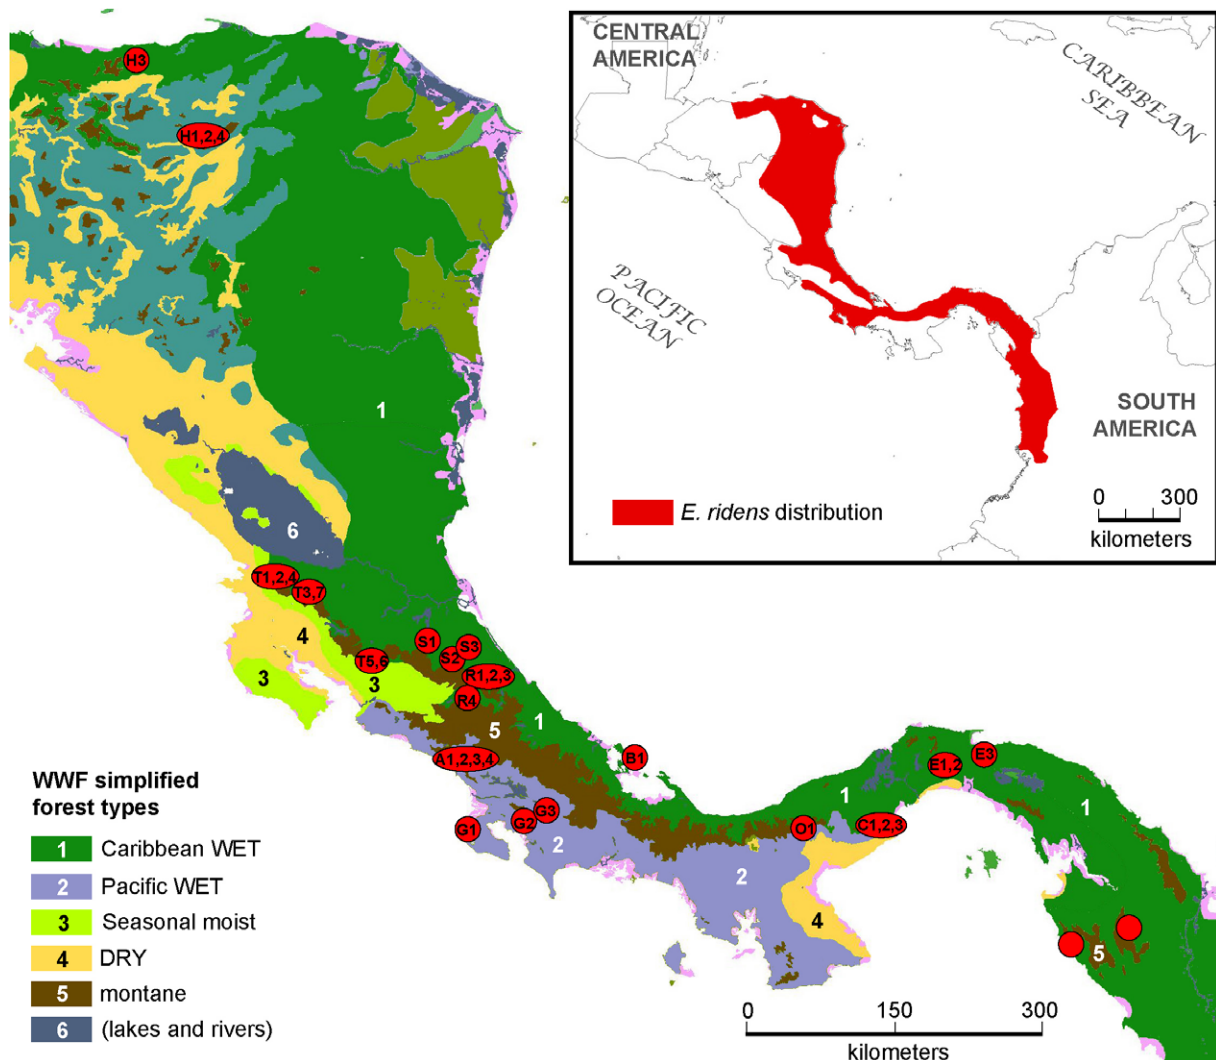 CENTRAL
AMERICA
CARIBBEAN
SEA
PACIFIC
OCEAN
SOUTH
AMERICA
E. ridens distribution
0 300
kilometers
H3
H1,2,4
1
6
T1,2,4
T3,7
4
3
T5,6
3
S1
S2
S3
R1,2,3
R4
1
5
A1,2,3,4
B1
G1
G2
G3
2
O1
C1,2,3
1
E1,2
E3
1
2
4
5
WWF simplified
forest types
1 Caribbean WET
2 Pacific WET
3 Seasonal moist
4 DRY
5 montane
6 (lakes and rivers)
0 150 300
kilometers